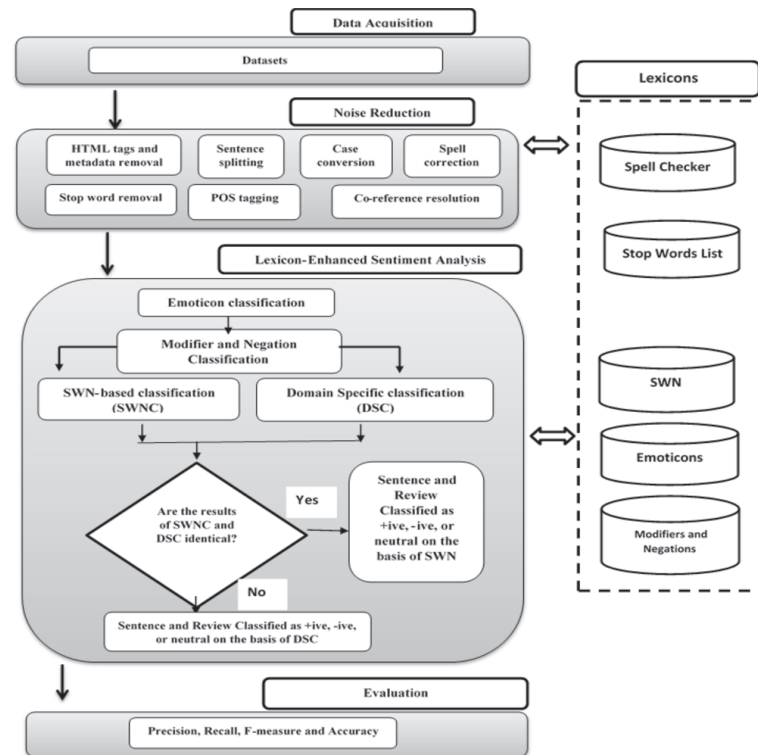 Data Acquisition
Datasets
Noise Reduction
HTML tags and
metadata removal
Sentence
splitting
Case
conversion
Spell
correction
Stop word removal
POS tagging
Co-reference resolution
Lexicon-Enhanced Sentiment Analysis
Emoticon classification
Modifier and Negation
Classification
SWN-based classification
(SWNC)
Domain Specific classification
(DSC)
Are the results
of SWNC and
DSC identical?
Yes
Sentence and
Review
Classified as
+ive, -ive, or
neutral on the
basis of SWN
No
Sentence and Review Classified as +ive, -ive,
or neutral on the basis of DSC
Evaluation
Precision, Recall, F-measure and Accuracy
Lexicons
Spell Checker
Stop Words List
SWN
Emoticons
Modifiers and
Negations